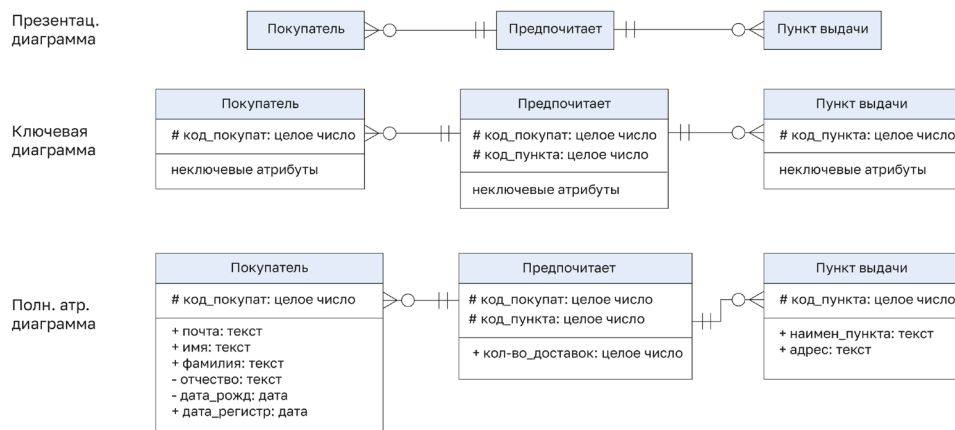 Презентац.
диаграмма
Покупатель
Предпочитает
Пункт выдачи
Ключевая
диаграмма
Покупатель
# код_покупат: целое число
неключевые атрибуты
Предпочитает
# код_покупат: целое число
# код_пункта: целое число
неключевые атрибуты
Пункт выдачи
# код_пункта: целое число
неключевые атрибуты
Полн. атр.
диаграмма
Покупатель
# код_покупат: целое число
+ почта: текст
+ имя: текст
+ фамилия: текст
- отчество: текст
- дата_рожд: дата
+ дата_регистр: дата
Предпочитает
# код_покупат: целое число
# код_пункта: целое число
+ кол-во_доставок: целое число
Пункт выдачи
# код_пункта: целое число
+ наимен_пункта: текст
+ адрес: текст